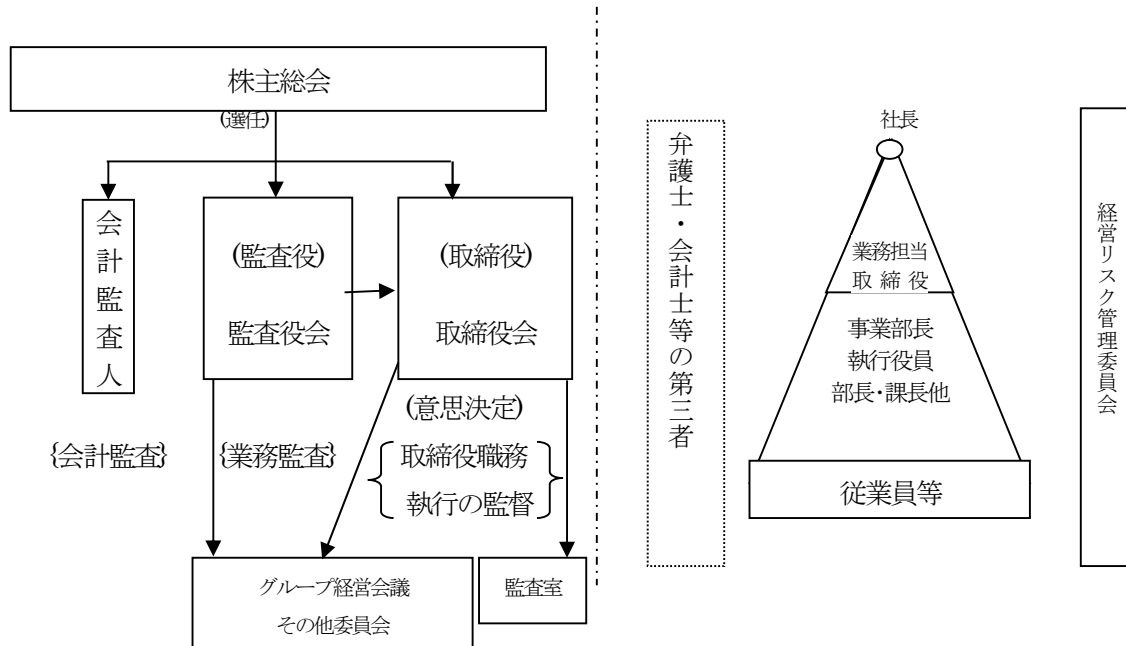 株主総会
(選任)
会計監査人
(監査役)
監査役会
(取締役)
取締役会
(意思決定)
{会計監査}
{業務監査}
取締役職務
執行の監督
グループ経営会議
その他委員会
監査室
弁護士・会計士等の第三者
社長
業務担当
取締役
事業部長
執行役員
部長・課長他
従業員等
経営リスク管理委員会